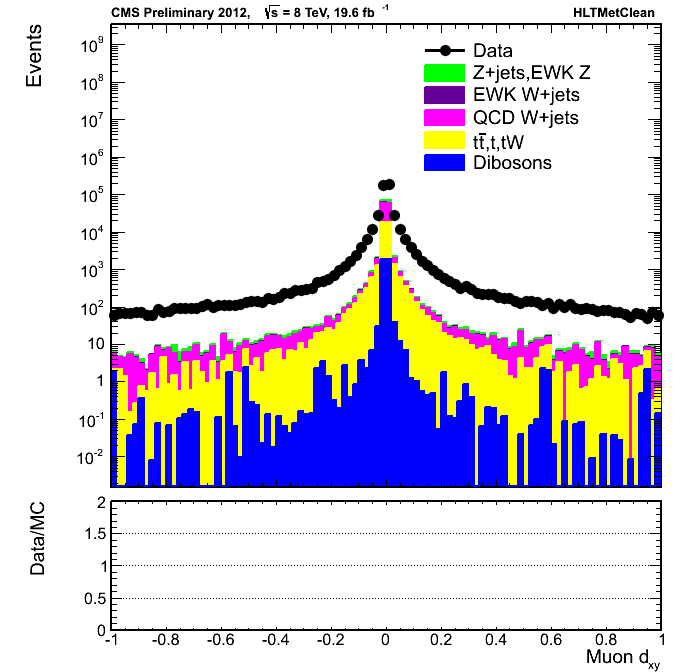 CMS Preliminary 2012, √s = 8 TeV, 19.6 fb⁻¹ HLTMetClean
Events
10⁹
10⁸
10⁷
10⁶
10⁵
10⁴
10³
10²
10
1
10⁻¹
10⁻²
Data
Z+jets,EWK Z
EWK W+jets
QCD W+jets
tt̄,t,tW
Dibosons
Data/MC
2
1.5
1
0.5
0
-1 -0.8 -0.6 -0.4 -0.2 0 0.2 0.4 0.6 0.8 1
Muon d_xy